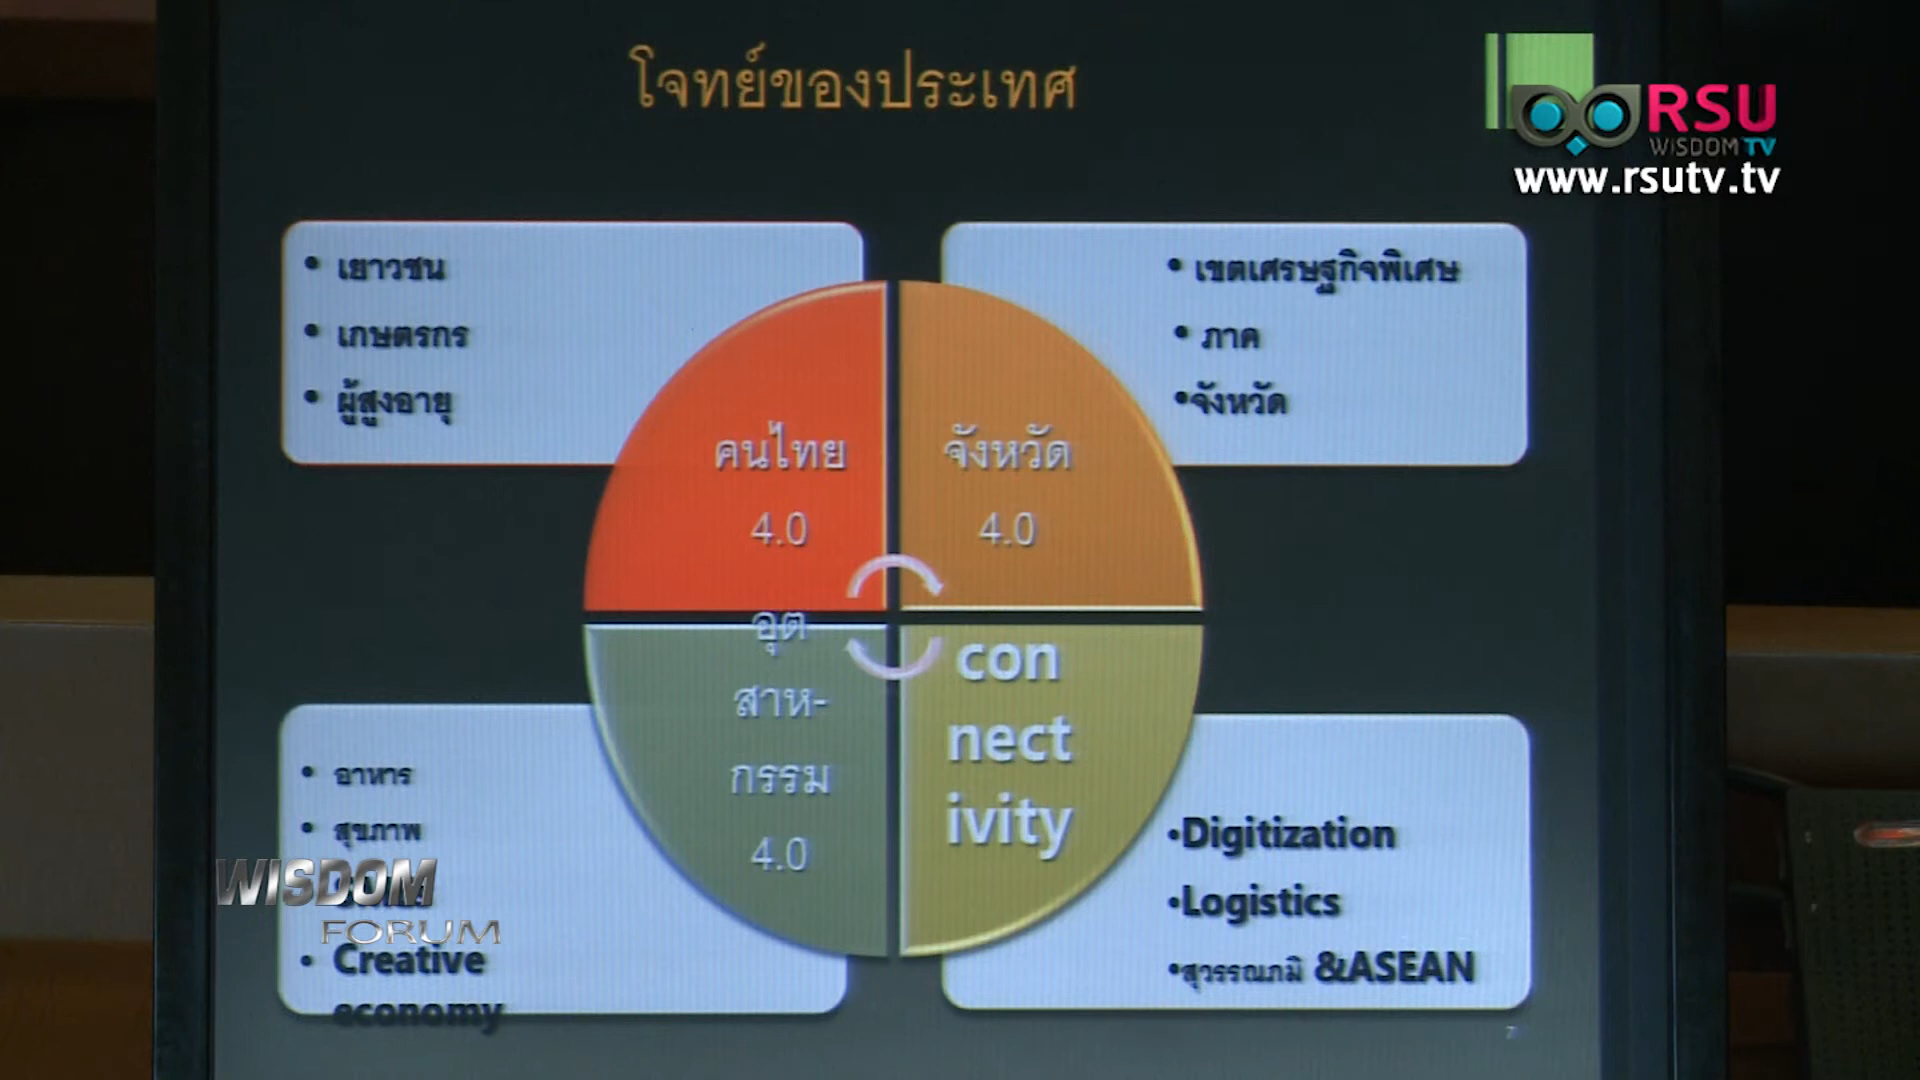 โจทย์ของประเทศ
RSU
WISDOM TV
www.rsutv.tv
• เยาวชน
• เกษตรกร
• ผู้สูงอายุ
• เขตเศรษฐกิจพิเศษ
• ภาค
•จังหวัด
คนไทย
4.0
จังหวัด
4.0
อุต
สาห-
กรรม
4.0
con
nect
ivity
• อาหาร
• สุขภาพ
• Creative
economy
•Digitization
•Logistics
•สุวรรณภูมิ &ASEAN
WISDOM
FORUM
7